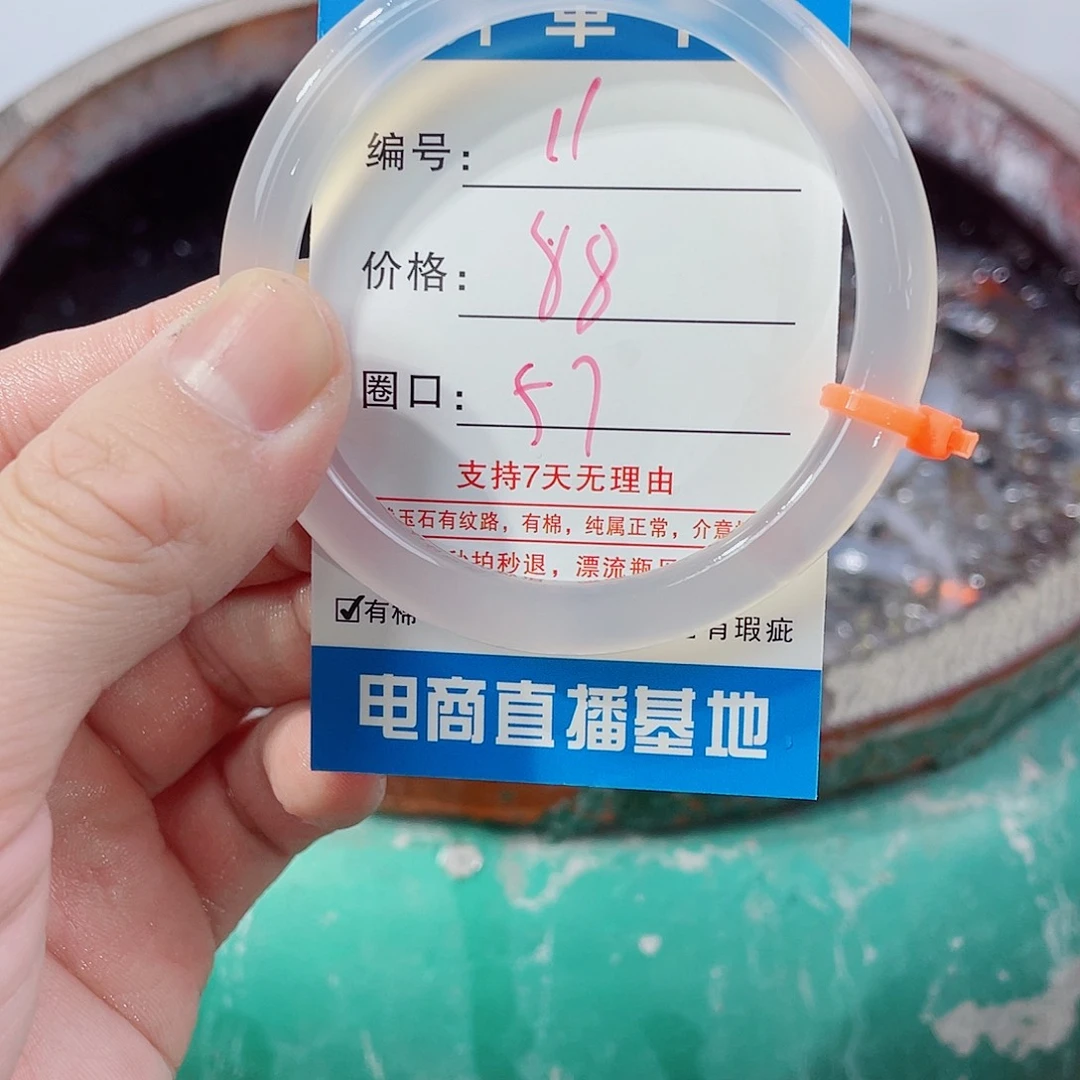 编号: 11
价格: 88
圈口: 57
支持7天无理由
玉石有纹路，有棉，纯属正常，介意
秒拍秒退，漂流瓶
☑有棉 有瑕疵
电商直播基地